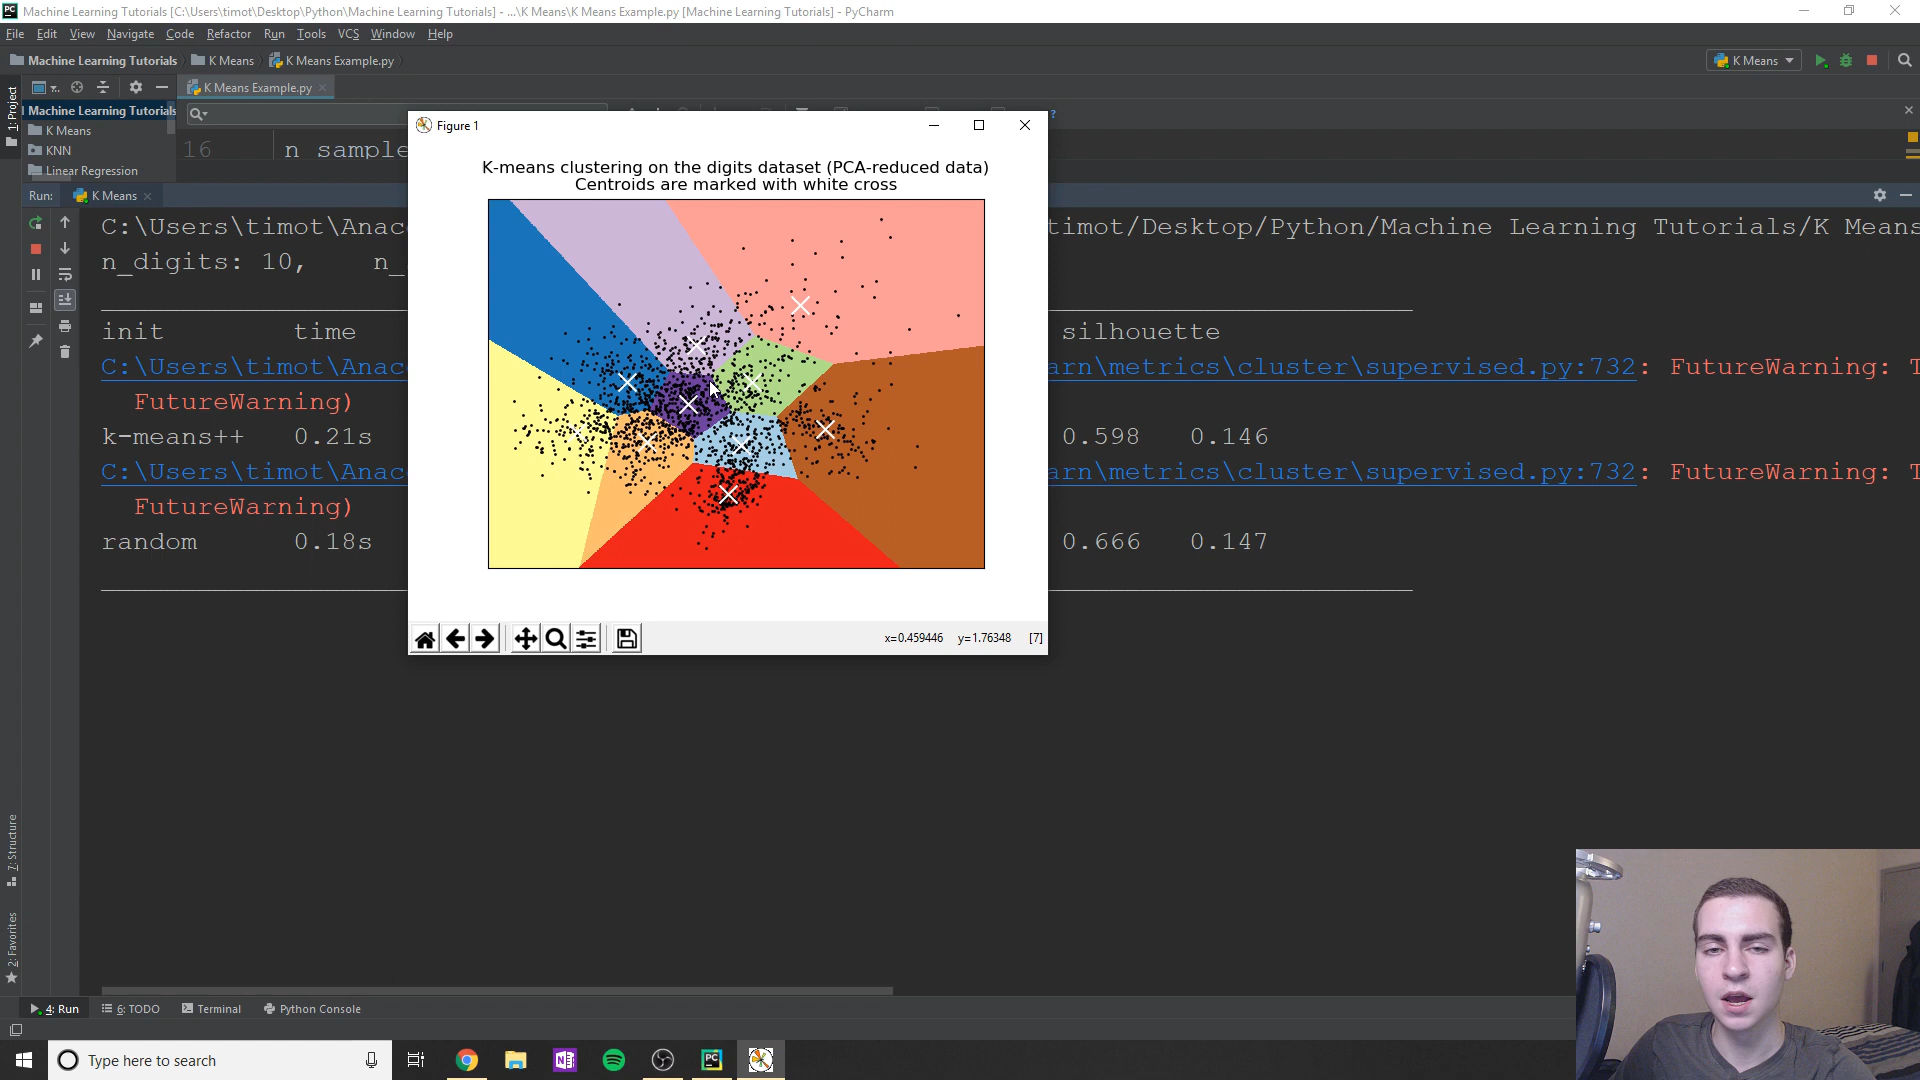 Machine Learning Tutorials [C:\Users\timot\Desktop\Python\Machine Learning Tutorials] - ...\K Means\K Means Example.py [Machine Learning Tutorials] - PyCharm
File Edit View Navigate Code Refactor Run Tools VCS Window Help
Machine Learning Tutorials K Means K Means Example.py K Means
1: Project K Means Example.py
Machine Learning Tutorials
K Means
KNN
Linear Regression
16 n_sample
Run: K Means
Figure 1
K-means clustering on the digits dataset (PCA-reduced data)
Centroids are marked with white cross
x=0.459446 y=1.76348 [7]
C:\Users\timot\Anac timot/Desktop/Python/Machine Learning Tutorials/K Means
n_digits: 10, n_
init time silhouette
C:\Users\timot\Anac arn\metrics\cluster\supervised.py:732: FutureWarning: T
FutureWarning)
k-means++ 0.21s 0.598 0.146
C:\Users\timot\Anac arn\metrics\cluster\supervised.py:732: FutureWarning: T
FutureWarning)
random 0.18s 0.666 0.147
7: Structure
2: Favorites
4: Run 6: TODO Terminal Python Console
Type here to search